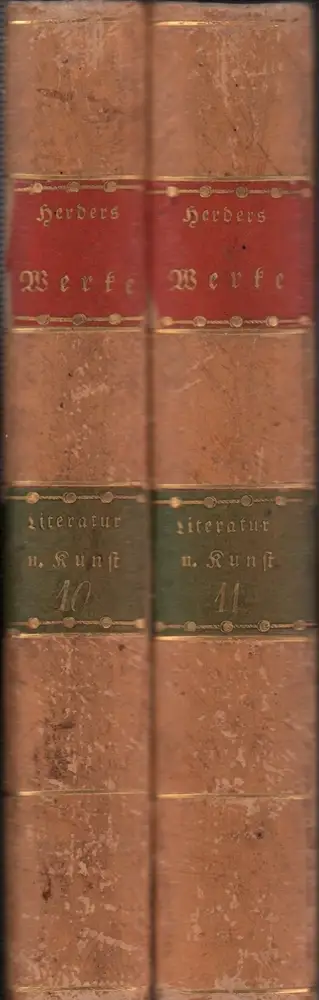 Herders
Werke
Literatur
u. Kunst
10
Herders
Werke
Literatur
u. Kunst
11